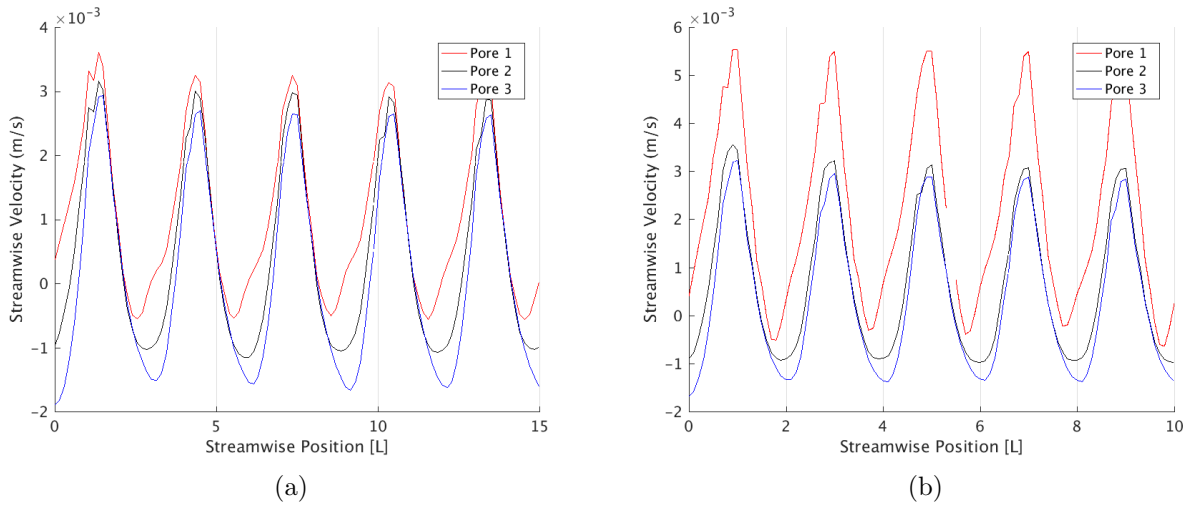 ×10⁻³
4
3
2
1
0
-1
-2
0
5
10
15
Streamwise Velocity (m/s)
Streamwise Position [L]
Pore 1
Pore 2
Pore 3
(a)
×10⁻³
6
5
4
3
2
1
0
-1
-2
0
2
4
6
8
10
Streamwise Velocity (m/s)
Streamwise Position [L]
Pore 1
Pore 2
Pore 3
(b)